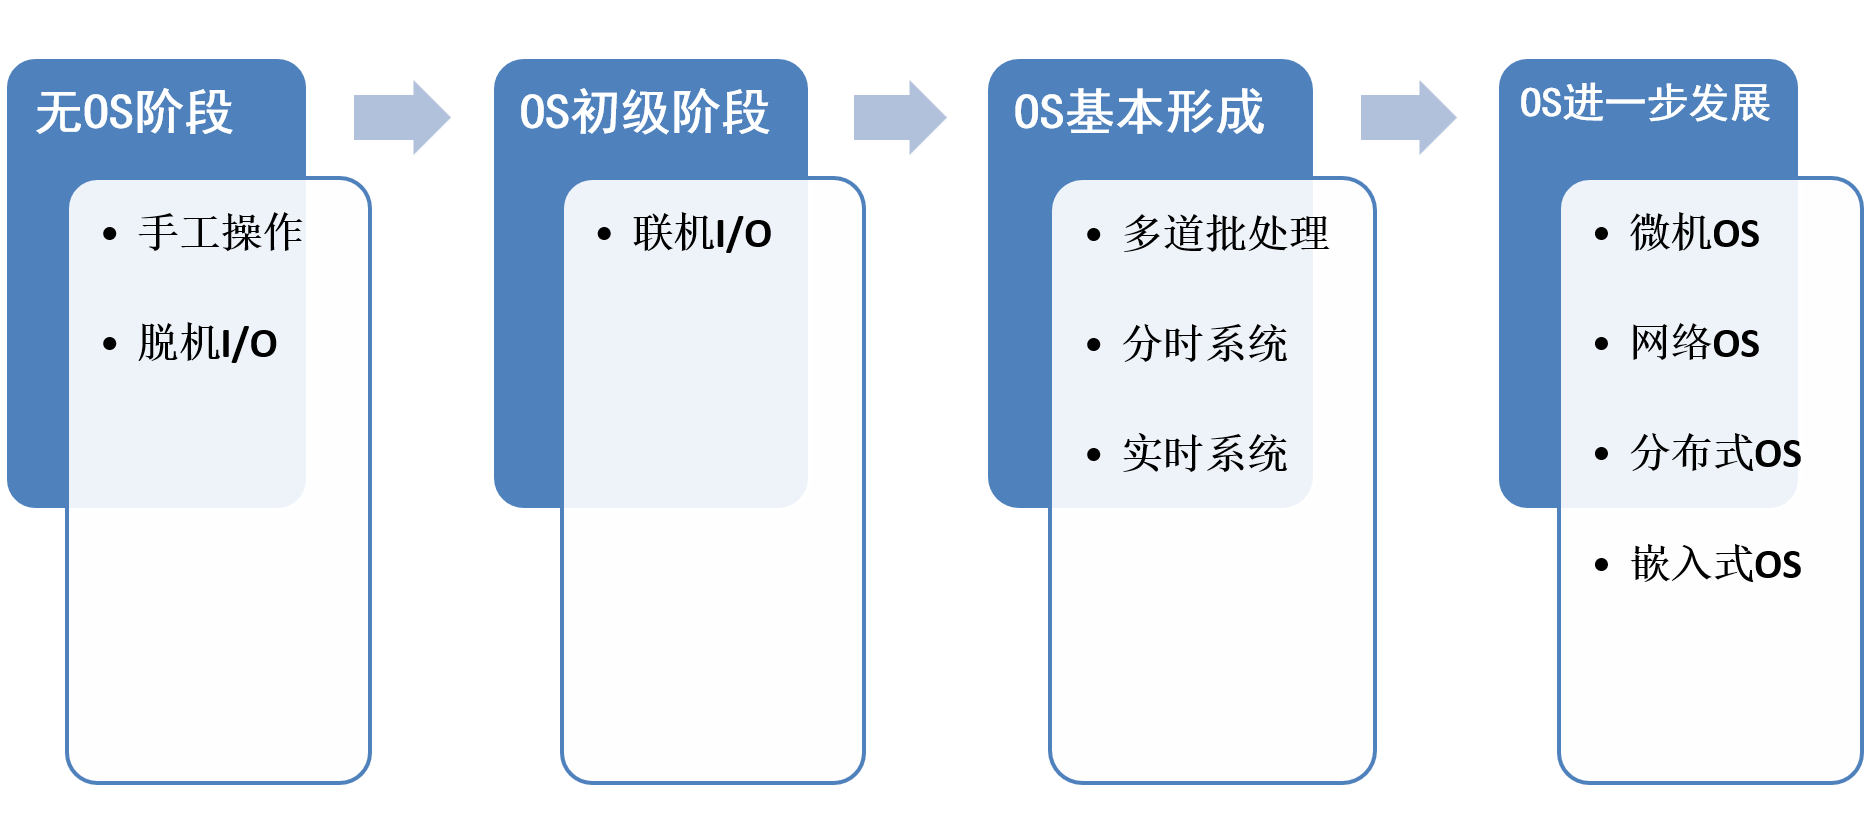 无OS阶段
• 手工操作
• 脱机I/O
OS初级阶段
• 联机I/O
OS基本形成
• 多道批处理
• 分时系统
• 实时系统
OS进一步发展
• 微机OS
• 网络OS
• 分布式OS
• 嵌入式OS